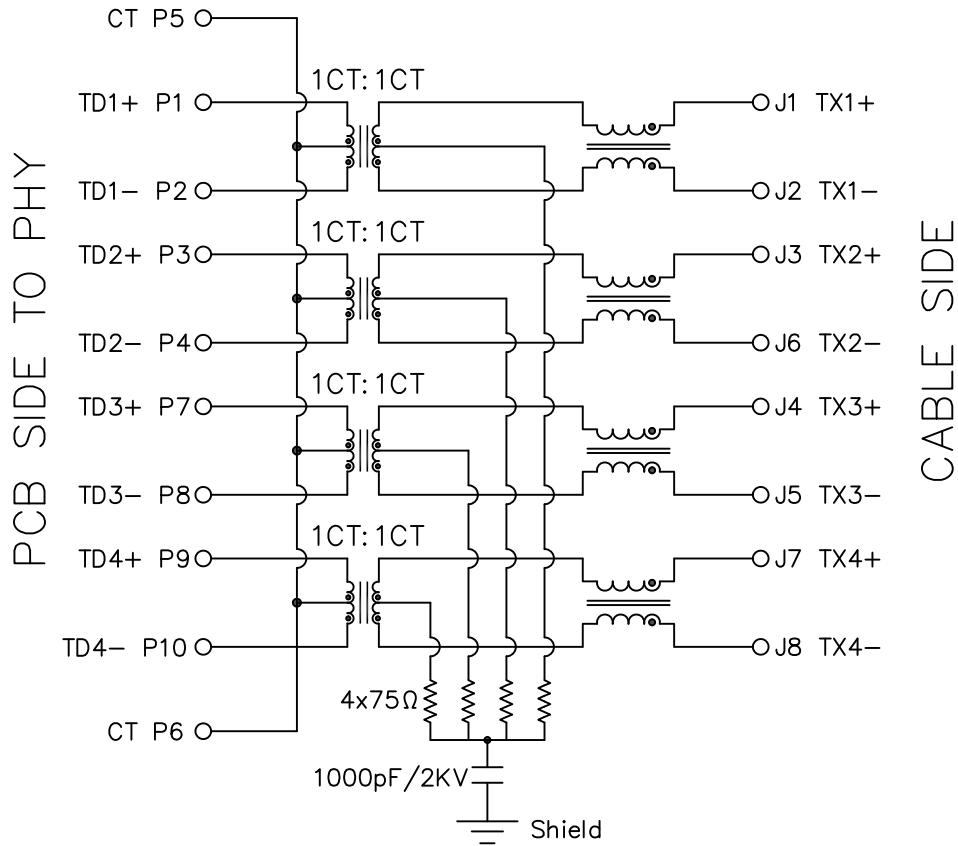 CT P5
1CT: 1CT
TD1+ P1
J1 TX1+
TD1- P2
J2 TX1-
1CT: 1CT
TD2+ P3
J3 TX2+
TD2- P4
J6 TX2-
1CT: 1CT
TD3+ P7
J4 TX3+
TD3- P8
J5 TX3-
1CT: 1CT
TD4+ P9
J7 TX4+
TD4- P10
J8 TX4-
4x75Ω
CT P6
1000pF/2KV
Shield
PCB SIDE TO PHY
CABLE SIDE